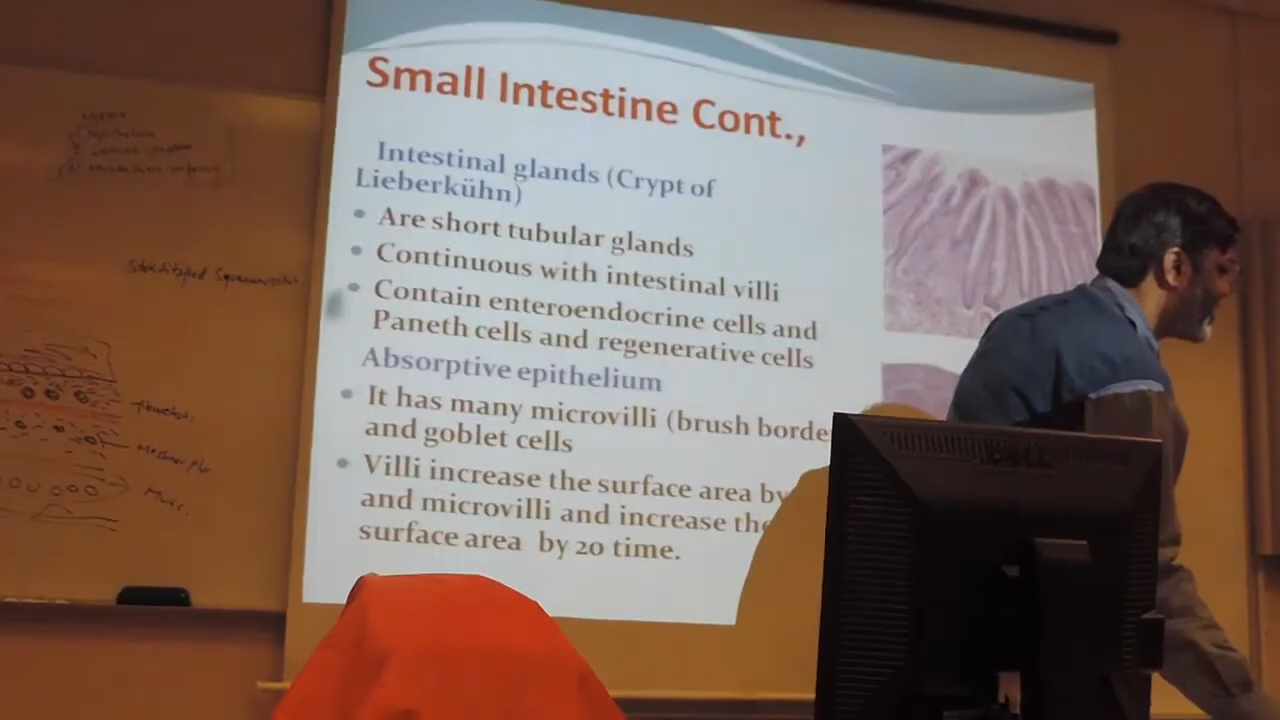 Small Intestine Cont.,
Intestinal glands (Crypt of
Lieberkühn)
• Are short tubular glands
• Continuous with intestinal villi
• Contain enteroendocrine cells and
Paneth cells and regenerative cells
Absorptive epithelium
• It has many microvilli (brush borde
and goblet cells
• Villi increase the surface area by
and microvilli and increase the
surface area by 20 time.